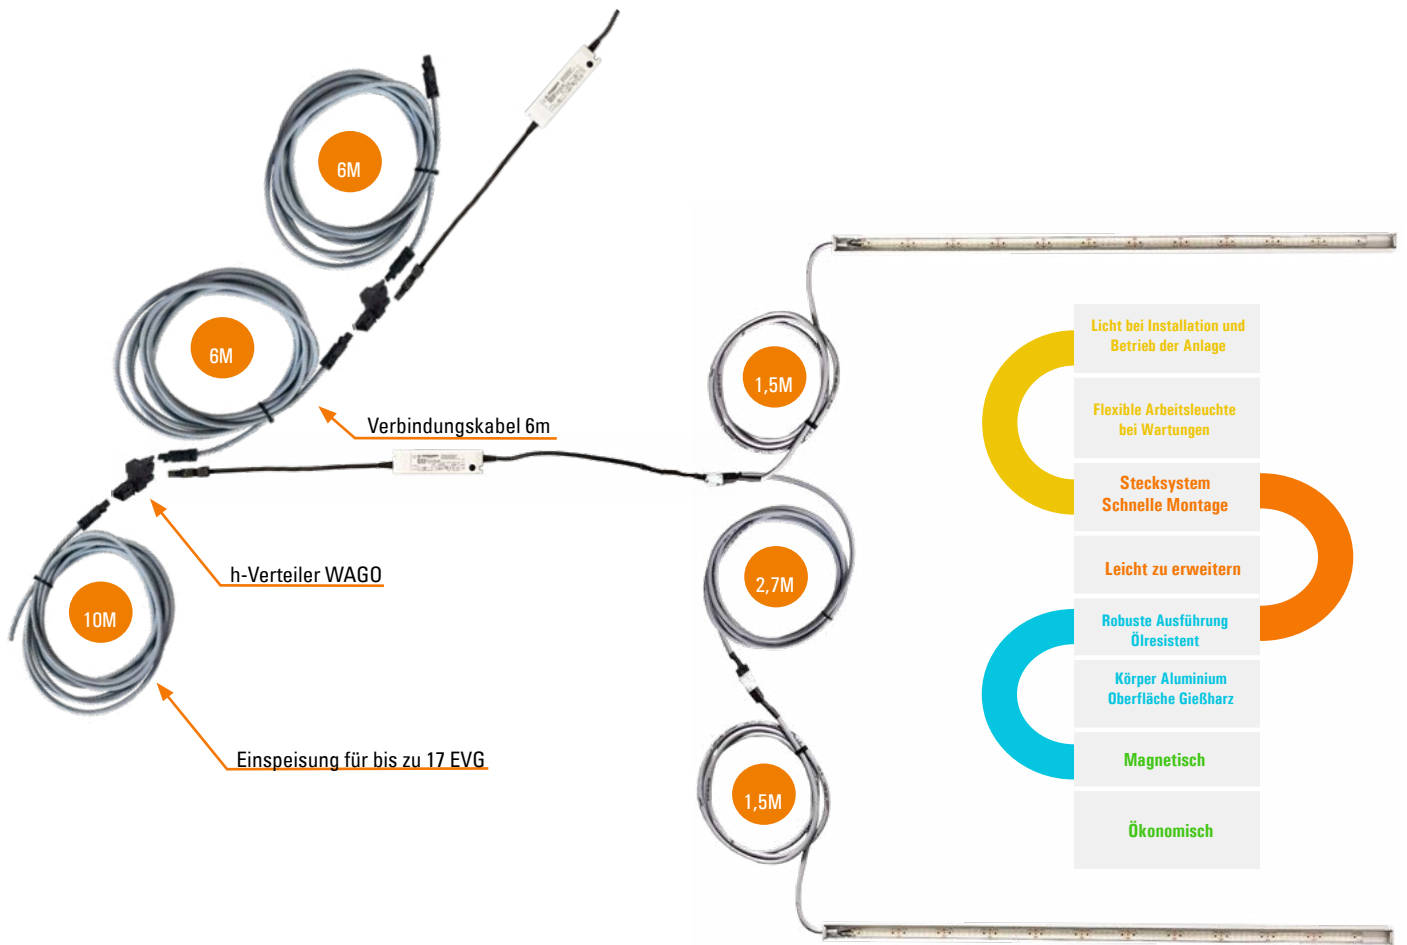 6M
6M
Verbindungskabel 6m
h-Verteiler WAGO
10M
Einspeisung für bis zu 17 EVG
1,5M
2,7M
1,5M
Licht bei Installation und
Betrieb der Anlage
Flexible Arbeitsleuchte
bei Wartungen
Stecksystem
Schnelle Montage
Leicht zu erweitern
Robuste Ausführung
Ölresistent
Körper Aluminium
Oberfläche Gießharz
Magnetisch
Ökonomisch